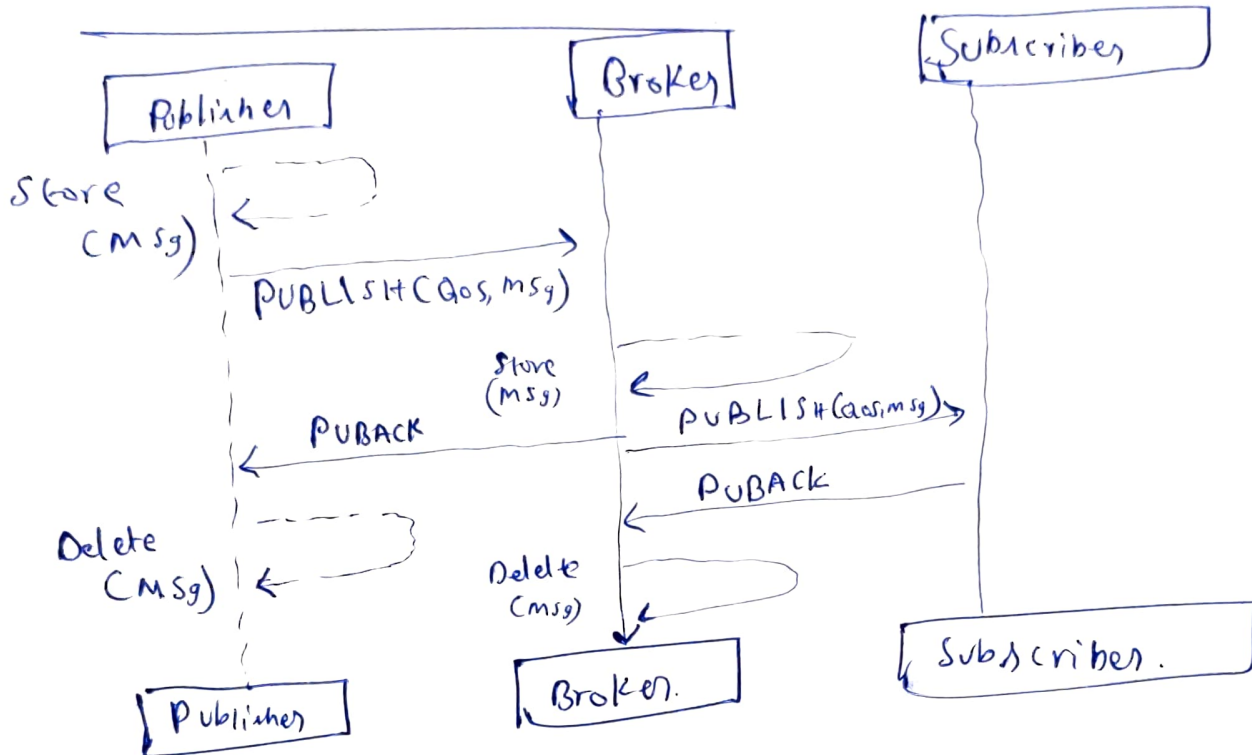 Publisher
Broker
Subscriber
Store
(Msg)
PUBLISH(QoS, msg)
Store
(msg)
PUBLISH(QoS,msg)
PUBACK
PUBACK
Delete
(Msg)
Delete
(msg)
Publisher
Broker.
Subscriber.